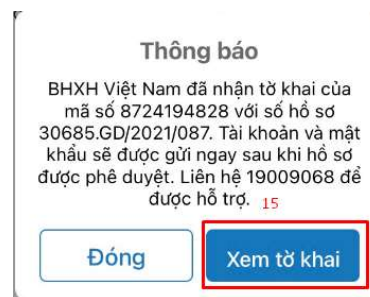 Thông báo
BHXH Việt Nam đã nhận tờ khai của
mã số 8724194828 với số hồ sơ
30685.GD/2021/087. Tài khoản và mật
khẩu sẽ được gửi ngay sau khi hồ sơ
được phê duyệt. Liên hệ 19009068 để
được hỗ trợ. 15
Đóng Xem tờ khai